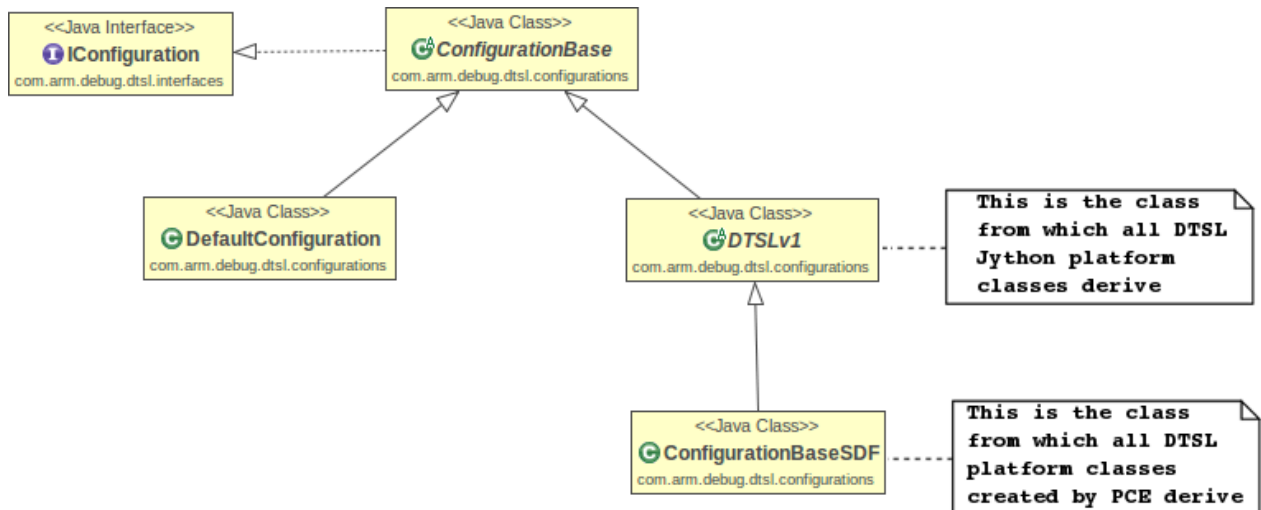 <<Java Interface>>
IConfiguration
com.arm.debug.dtsl.interfaces
<<Java Class>>
ConfigurationBase
com.arm.debug.dtsl.configurations
<<Java Class>>
DefaultConfiguration
com.arm.debug.dtsl.configurations
<<Java Class>>
DTSLv1
com.arm.debug.dtsl.configurations
This is the class
from which all DTSL
Jython platform
classes derive
<<Java Class>>
ConfigurationBaseSDF
com.arm.debug.dtsl.configurations
This is the class
from which all DTSL
platform classes
created by PCE derive